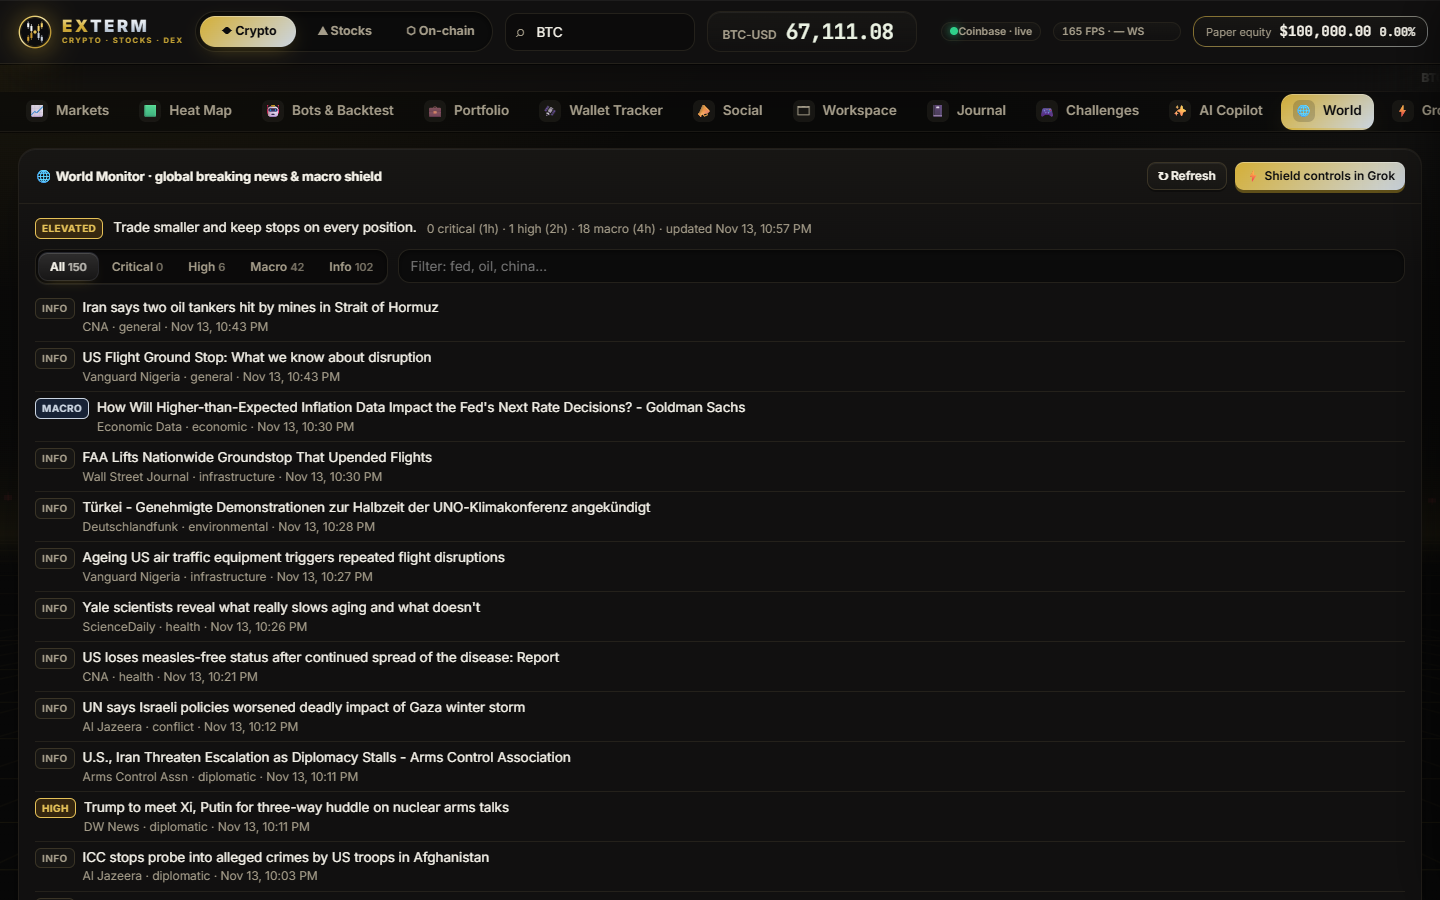 EXTERM
CRYPTO · STOCKS · DEX
Crypto
Stocks
On-chain
BTC
BTC-USD 67,111.08
Coinbase · live
165 FPS · — WS
Paper equity $100,000.00 0.00%
BT
Markets
Heat Map
Bots & Backtest
Portfolio
Wallet Tracker
Social
Workspace
Journal
Challenges
AI Copilot
World
Gro
World Monitor · global breaking news & macro shield
↻ Refresh
Shield controls in Grok
ELEVATED Trade smaller and keep stops on every position. 0 critical (1h) · 1 high (2h) · 18 macro (4h) · updated Nov 13, 10:57 PM
All 150
Critical 0
High 6
Macro 42
Info 102
Filter: fed, oil, china...
INFO Iran says two oil tankers hit by mines in Strait of Hormuz
CNA · general · Nov 13, 10:43 PM
INFO US Flight Ground Stop: What we know about disruption
Vanguard Nigeria · general · Nov 13, 10:43 PM
MACRO How Will Higher-than-Expected Inflation Data Impact the Fed's Next Rate Decisions? - Goldman Sachs
Economic Data · economic · Nov 13, 10:30 PM
INFO FAA Lifts Nationwide Groundstop That Upended Flights
Wall Street Journal · infrastructure · Nov 13, 10:30 PM
INFO Türkei - Genehmigte Demonstrationen zur Halbzeit der UNO-Klimakonferenz angekündigt
Deutschlandfunk · environmental · Nov 13, 10:28 PM
INFO Ageing US air traffic equipment triggers repeated flight disruptions
Vanguard Nigeria · infrastructure · Nov 13, 10:27 PM
INFO Yale scientists reveal what really slows aging and what doesn't
ScienceDaily · health · Nov 13, 10:26 PM
INFO US loses measles-free status after continued spread of the disease: Report
CNA · health · Nov 13, 10:21 PM
INFO UN says Israeli policies worsened deadly impact of Gaza winter storm
Al Jazeera · conflict · Nov 13, 10:12 PM
INFO U.S., Iran Threaten Escalation as Diplomacy Stalls - Arms Control Association
Arms Control Assn · diplomatic · Nov 13, 10:11 PM
HIGH Trump to meet Xi, Putin for three-way huddle on nuclear arms talks
DW News · diplomatic · Nov 13, 10:11 PM
INFO ICC stops probe into alleged crimes by US troops in Afghanistan
Al Jazeera · diplomatic · Nov 13, 10:03 PM